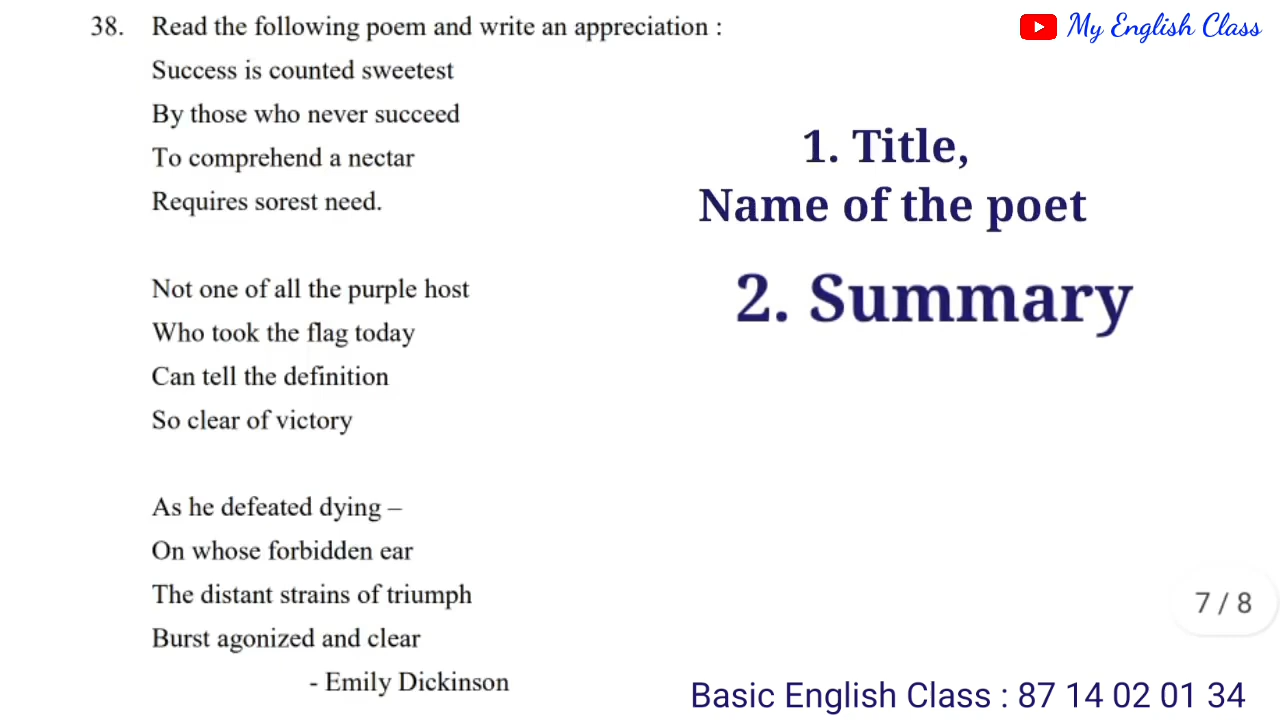 38. Read the following poem and write an appreciation :
Success is counted sweetest
By those who never succeed
To comprehend a nectar
Requires sorest need.
Not one of all the purple host
Who took the flag today
Can tell the definition
So clear of victory
As he defeated dying –
On whose forbidden ear
The distant strains of triumph
Burst agonized and clear
- Emily Dickinson
My English Class
1. Title,
Name of the poet
2. Summary
7 / 8
Basic English Class : 87 14 02 01 34